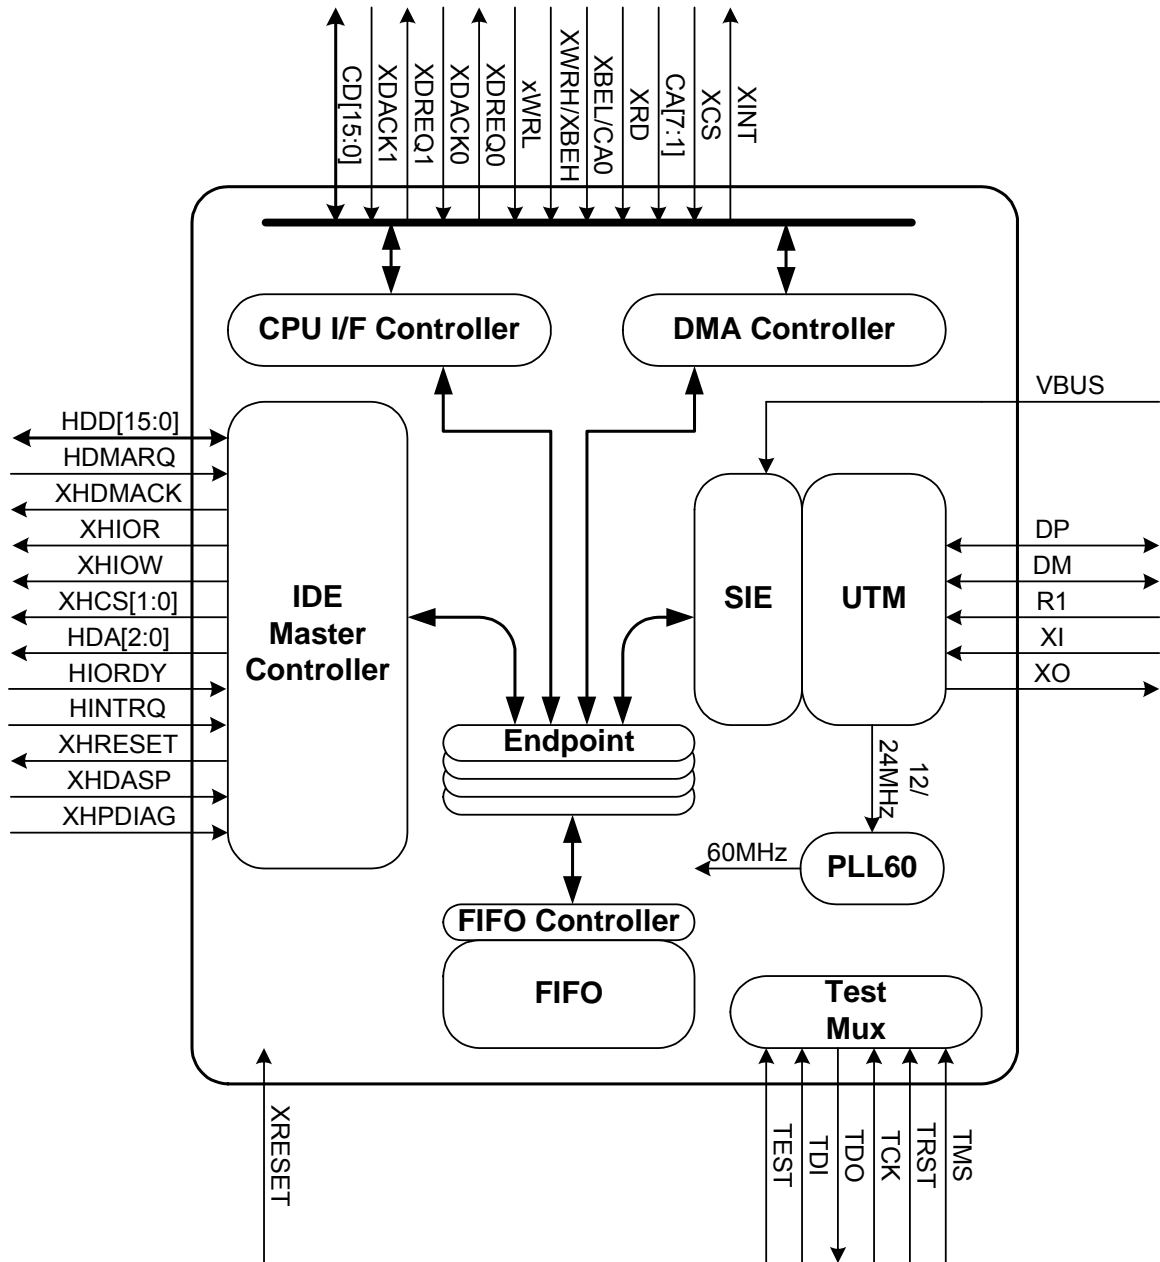 CD[15:0]
XDACK1
XDREQ1
XDACK0
XDREQ0
xWRL
XWRH/XBEH
XBEL/CA0
XRD
CA[7:1]
XCS
XINT
CPU I/F Controller
DMA Controller
VBUS
HDD[15:0]
HDMARQ
XHDMACK
XHIOR
XHIOW
XHCS[1:0]
HDA[2:0]
HIORDY
HINTRQ
XHRESET
XHDASP
XHPDIAG
IDE
Master
Controller
SIE
UTM
DP
DM
R1
XI
XO
Endpoint
12/
24MHz
60MHz
PLL60
FIFO Controller
FIFO
Test
Mux
XRESET
TEST
TDI
TDO
TCK
TRST
TMS